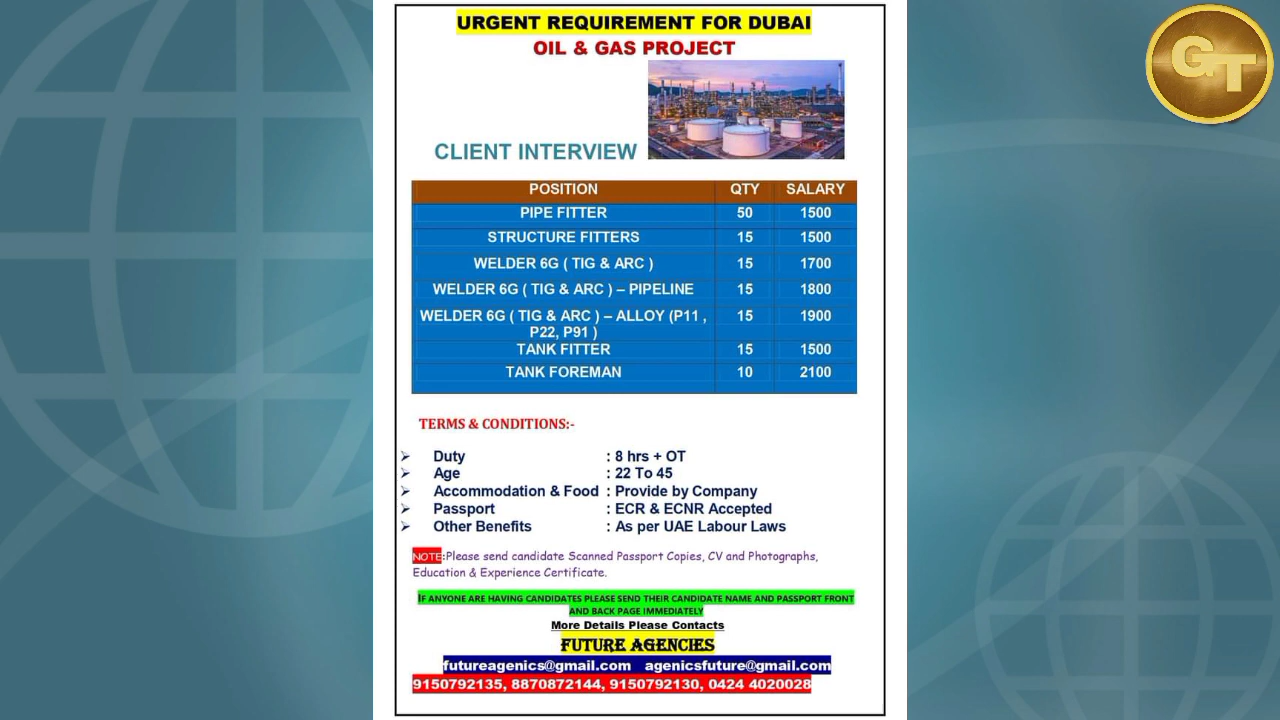 URGENT REQUIREMENT FOR DUBAI
OIL & GAS PROJECT
GT
CLIENT INTERVIEW
POSITION QTY SALARY
PIPE FITTER 50 1500
STRUCTURE FITTERS 15 1500
WELDER 6G ( TIG & ARC ) 15 1700
WELDER 6G ( TIG & ARC ) – PIPELINE 15 1800
WELDER 6G ( TIG & ARC ) – ALLOY (P11 , 15 1900
P22, P91 )
TANK FITTER 15 1500
TANK FOREMAN 10 2100
TERMS & CONDITIONS:-
➢ Duty : 8 hrs + OT
➢ Age : 22 To 45
➢ Accommodation & Food : Provide by Company
➢ Passport : ECR & ECNR Accepted
➢ Other Benefits : As per UAE Labour Laws
NOTE:Please send candidate Scanned Passport Copies, CV and Photographs,
Education & Experience Certificate.
IF ANYONE ARE HAVING CANDIDATES PLEASE SEND THEIR CANDIDATE NAME AND PASSPORT FRONT
AND BACK PAGE IMMEDIATELY
More Details Please Contacts
FUTURE AGENCIES
futureagenics@gmail.com agenicsfuture@gmail.com
9150792135, 8870872144, 9150792130, 0424 4020028